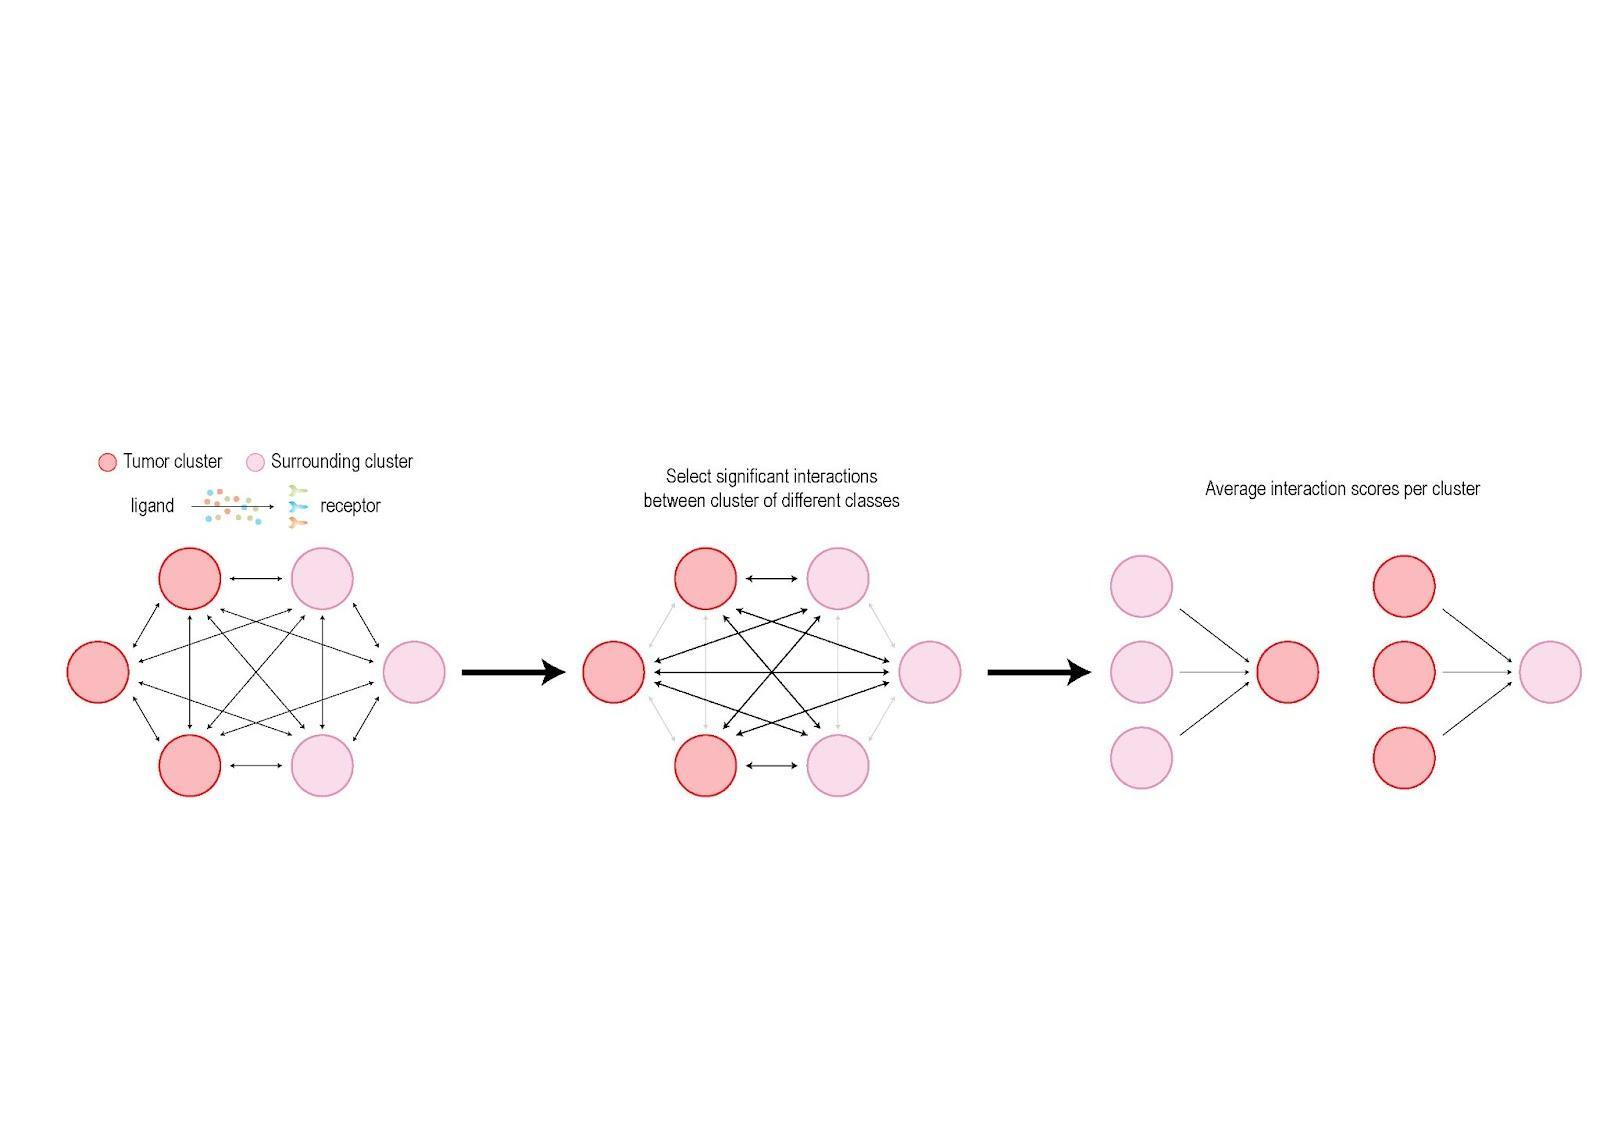 Tumor cluster
Surrounding cluster
ligand
receptor
Select significant interactions
between cluster of different classes
Average interaction scores per cluster